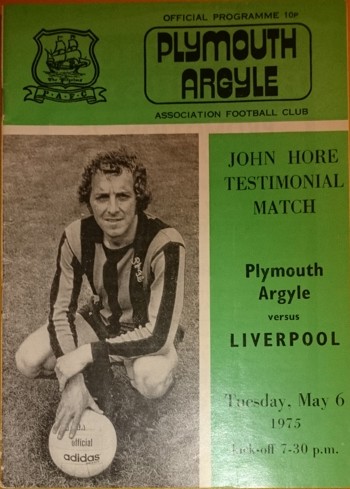 OFFICIAL PROGRAMME 10P
PLYMOUTH
ARGYLE
ASSOCIATION FOOTBALL CLUB
P·A·F·C
JOHN HORE
TESTIMONIAL
MATCH
Plymouth
Argyle
versus
LIVERPOOL
Tuesday, May 6
1975
Kick-off 7-30 p.m.
official
adidas